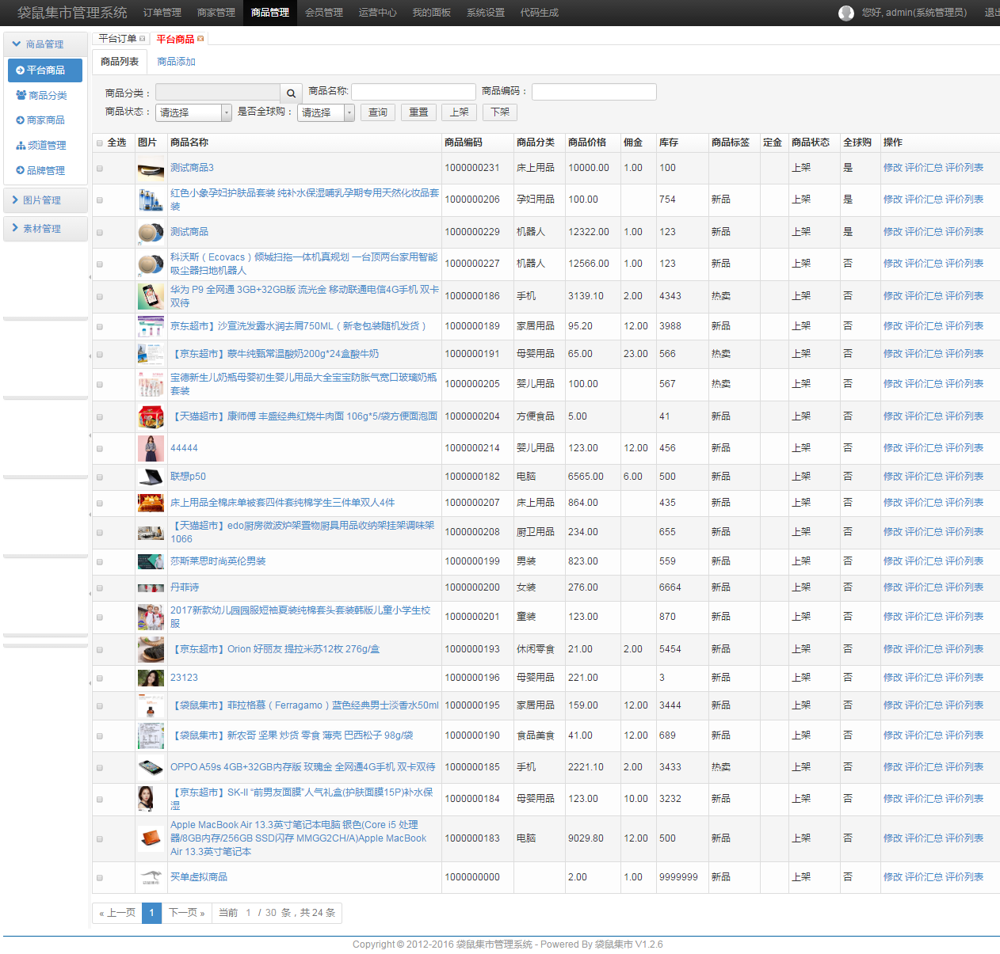 袋鼠集市管理系统 订单管理 商家管理 商品管理 会员管理 运营中心 我的面板 系统设置 代码生成 您好, admin(系统管理员) 退出
商品管理
平台商品
商品分类
商家商品
频道管理
品牌管理
图片管理
素材管理
平台订单 平台商品
商品列表 商品添加
商品分类： 商品名称: 商品编码：
商品状态： 请选择 是否全球购： 请选择 查询 重置 上架 下架
全选 图片 商品名称 商品编码 商品分类 商品价格 佣金 库存 商品标签 定金 商品状态 全球购 操作
测试商品3 1000000231 床上用品 10000.00 1.00 100 上架 是 修改 评价汇总 评价列表
红色小象孕妇护肤品套装 纯补水保湿哺乳孕期专用天然化妆品套
装 1000000206 孕妇用品 100.00 754 新品 上架 是 修改 评价汇总 评价列表
测试商品 1000000229 机器人 12322.00 1.00 123 新品 上架 是 修改 评价汇总 评价列表
科沃斯（Ecovacs）倾城扫拖一体机真规划 一台顶两台家用智能
吸尘器扫地机器人 1000000227 机器人 12566.00 1.00 123 新品 上架 否 修改 评价汇总 评价列表
华为 P9 全网通 3GB+32GB版 流光金 移动联通电信4G手机 双卡
双待 1000000186 手机 3139.10 2.00 4343 热卖 上架 否 修改 评价汇总 评价列表
京东超市】沙宣洗发露水润去屑750ML（新老包装随机发货） 1000000189 家居用品 95.20 12.00 3988 新品 上架 否 修改 评价汇总 评价列表
【京东超市】蒙牛纯甄常温酸奶200g*24盒酸牛奶 1000000191 母婴用品 65.00 23.00 566 热卖 上架 否 修改 评价汇总 评价列表
宝德新生儿奶瓶母婴初生婴儿用品大全宝宝防胀气宽口玻璃奶瓶
套装 1000000205 婴儿用品 100.00 567 热卖 上架 否 修改 评价汇总 评价列表
【天猫超市】康师傅 丰盛经典红烧牛肉面 106g*5/袋方便面泡面 1000000204 方便食品 5.00 41 新品 上架 否 修改 评价汇总 评价列表
44444 1000000214 婴儿用品 123.00 12.00 456 新品 上架 否 修改 评价汇总 评价列表
联想p50 1000000182 电脑 6565.00 6.00 500 新品 上架 否 修改 评价汇总 评价列表
床上用品全棉床单被套四件套纯棉学生三件单双人4件 1000000207 床上用品 864.00 435 新品 上架 否 修改 评价汇总 评价列表
【天猫超市】edo厨房微波炉架置物厨具用品收纳架挂架调味架
1066 1000000208 厨卫用品 234.00 655 新品 上架 否 修改 评价汇总 评价列表
莎斯莱思时尚英伦男装 1000000199 男装 823.00 559 新品 上架 否 修改 评价汇总 评价列表
丹菲诗 1000000200 女装 276.00 6664 新品 上架 否 修改 评价汇总 评价列表
2017新款幼儿园园服短袖夏装纯棉套头套装韩版儿童小学生校
服 1000000201 童装 123.00 870 新品 上架 否 修改 评价汇总 评价列表
【京东超市】Orion 好丽友 提拉米苏12枚 276g/盒 1000000193 休闲零食 21.00 2.00 5454 新品 上架 否 修改 评价汇总 评价列表
23123 1000000196 母婴用品 221.00 3 新品 上架 否 修改 评价汇总 评价列表
【袋鼠集市】菲拉格慕（Ferragamo）蓝色经典男士淡香水50ml 1000000195 家居用品 159.00 12.00 3444 新品 上架 否 修改 评价汇总 评价列表
【袋鼠集市】新农哥 坚果 炒货 零食 薄壳 巴西松子 98g/袋 1000000190 食品美食 41.00 12.00 689 新品 上架 否 修改 评价汇总 评价列表
OPPO A59s 4GB+32GB内存版 玫瑰金 全网通4G手机 双卡双待 1000000185 手机 2221.10 2.00 3433 热卖 上架 否 修改 评价汇总 评价列表
【京东超市】SK-II “前男友面膜”人气礼盒(护肤面膜15P)补水保
湿 1000000184 母婴用品 123.00 10.00 3232 新品 上架 否 修改 评价汇总 评价列表
Apple MacBook Air 13.3英寸笔记本电脑 银色(Core i5 处理
器/8GB内存/256GB SSD闪存 MMGG2CH/A)Apple MacBook
Air 13.3英寸笔记本 1000000183 电脑 9029.80 12.00 500 新品 上架 否 修改 评价汇总 评价列表
买单虚拟商品 1000000000 2.00 1.00 9999999 新品 上架 否 修改 评价汇总 评价列表
« 上一页 1 下一页 » 当前 1 / 30 条，共 24 条
Copyright © 2012-2016 袋鼠集市管理系统 - Powered By 袋鼠集市 V1.2.6